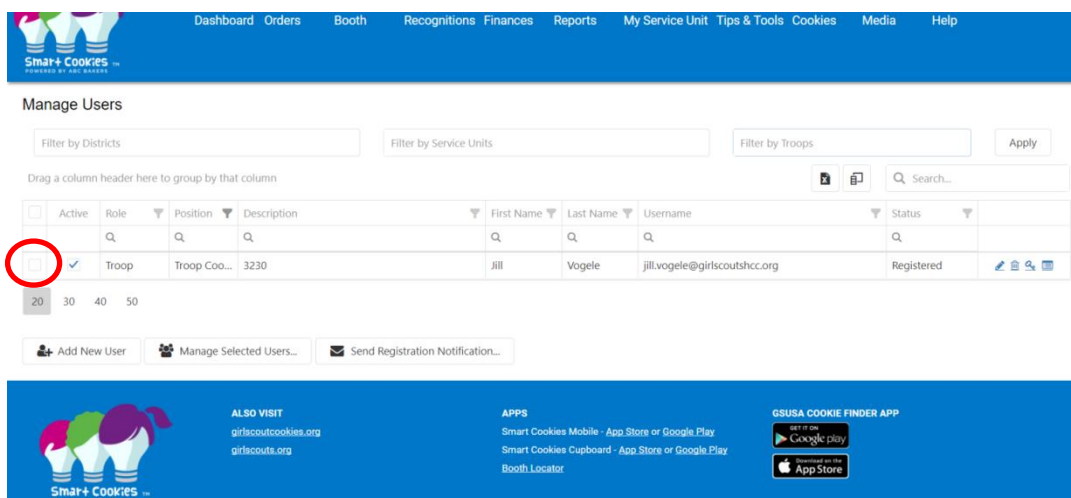 Dashboard Orders Booth Recognitions Finances Reports My Service Unit Tips & Tools Cookies Media Help
Smart Cookies TM
POWERED BY ABC BAKERS
Manage Users
Filter by Districts Filter by Service Units Filter by Troops Apply
Drag a column header here to group by that column Search...
Active Role Position Description First Name Last Name Username Status
Troop Troop Coo... 3230 Jill Vogele jill.vogele@girlscoutshcc.org Registered
20 30 40 50
Add New User Manage Selected Users... Send Registration Notification...
ALSO VISIT APPS GSUSA COOKIE FINDER APP
girlscoutcookies.org Smart Cookies Mobile - App Store or Google Play GET IT ON Google play
girlscouts.org Smart Cookies Cupboard - App Store or Google Play
Booth Locator Download on the App Store
Smart Cookies TM